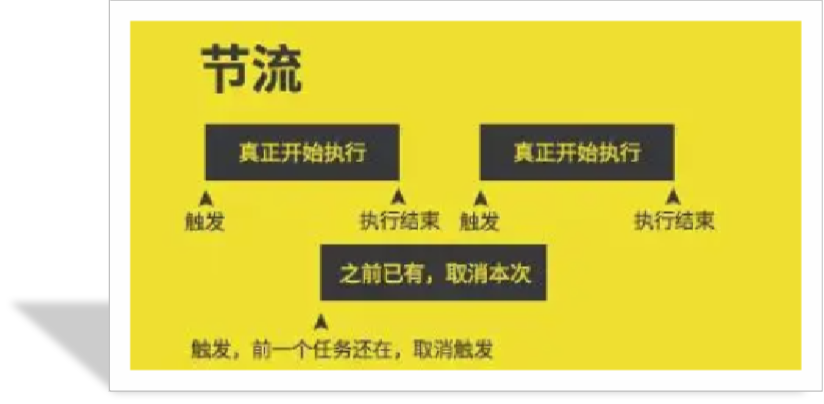 节流
真正开始执行 真正开始执行
触发 执行结束 触发 执行结束
之前已有，取消本次
触发，前一个任务还在，取消触发